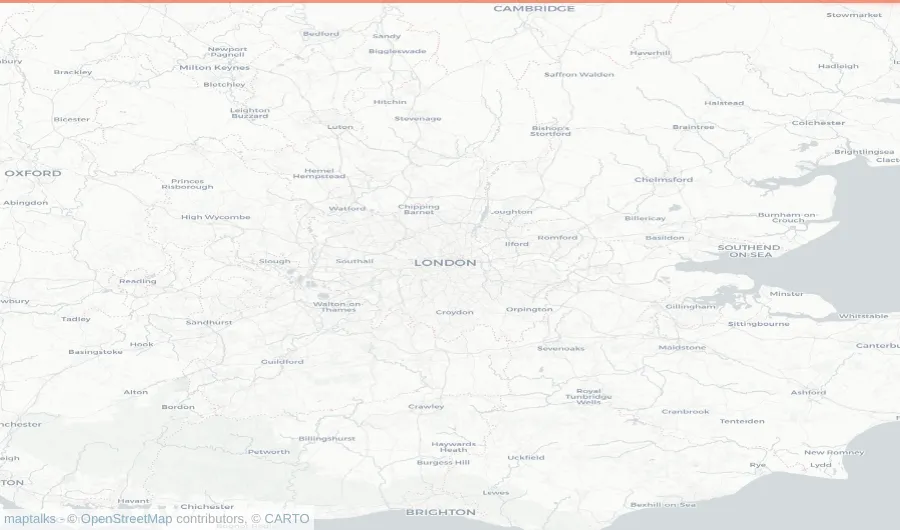 CAMBRIDGE
Stowmarket
Bedford
Sandy
Newport
Pagnell
Biggleswade
Haverhill
Milton Keynes
Hadleigh
Brackley
Saffron Walden
Bletchley
Hitchin
Halstead
Leighton
Buzzard
Stevenage
Bicester
Luton
Bishop's
Stortford
Braintree
Colchester
Brightlingsea
OXFORD
Hemel
Hempstead
Chelmsford
Princes
Risborough
Abingdon
Watford
Chipping
Barnet
Loughton
High Wycombe
Billericay
Burnham-on-
Crouch
Ilford
Romford
Basildon
SOUTHEND
ON-SEA
Slough
Southall
LONDON
Reading
Minster
Walton-on-
Thames
Croydon
Orpington
Gillingham
Whitstable
Tadley
Sandhurst
Sittingbourne
Hook
Basingstoke
Guildford
Sevenoaks
Maidstone
Alton
Royal
Tunbridge
Wells
Ashford
Bordon
Crawley
Cranbrook
Tenterden
Billingshurst
Haywards
Heath
Petworth
Burgess Hill
Uckfield
New Romney
Rye
Lydd
Lewes
Havant
Chichester
BRIGHTON
Bexhill-on-Sea
maptalks - © OpenStreetMap contributors, © CARTO